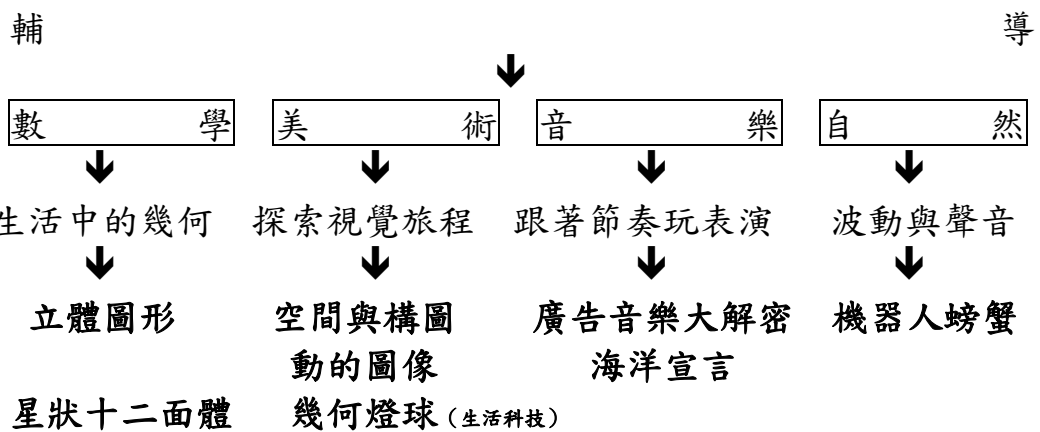 輔 導
數 學 美 術 音 樂 自 然
生活中的幾何 探索視覺旅程 跟著節奏玩表演 波動與聲音
立體圖形 空間與構圖 廣告音樂大解密 機器人螃蟹
動的圖像 海洋宣言
星狀十二面體 幾何燈球(生活科技)